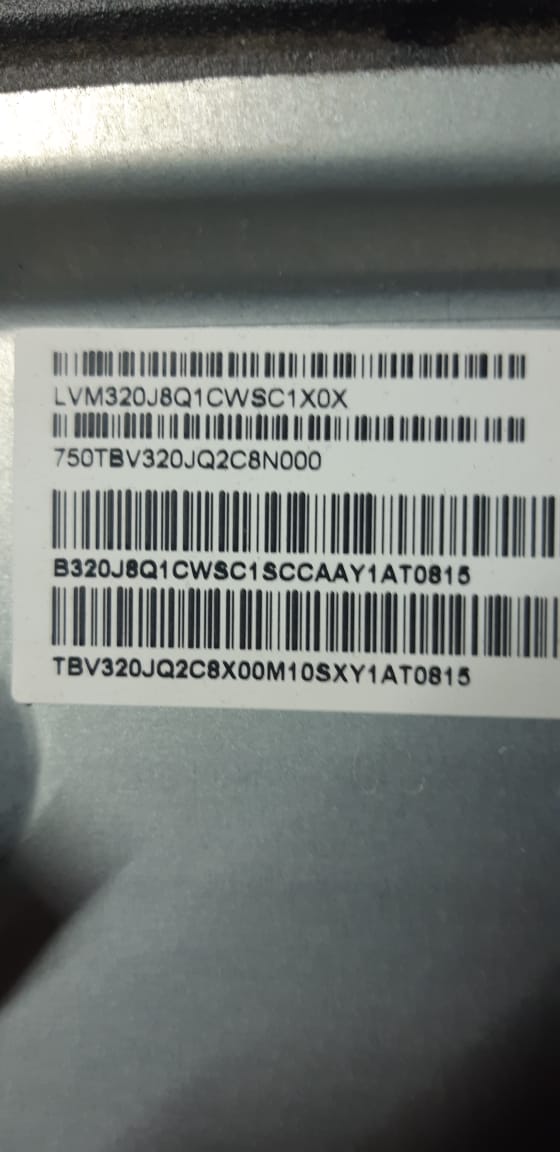 LVM320J8Q1CWSC1X0X
750TBV320JQ2C8N000
B320J8Q1CWSC1SCCAAY1AT0815
TBV320JQ2C8X00M10SXY1AT0815